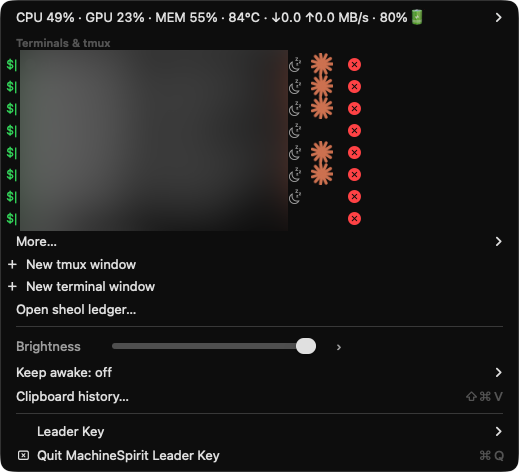 CPU 49% · GPU 23% · MEM 55% · 84°C · ↓0.0 ↑0.0 MB/s · 80%
Terminals & tmux
$|
$|
$|
$|
$|
$|
$|
$|
More...
+ New tmux window
+ New terminal window
Open sheol ledger...
Brightness
Keep awake: off
Clipboard history... ⇧⌘V
Leader Key
Quit MachineSpirit Leader Key ⌘Q